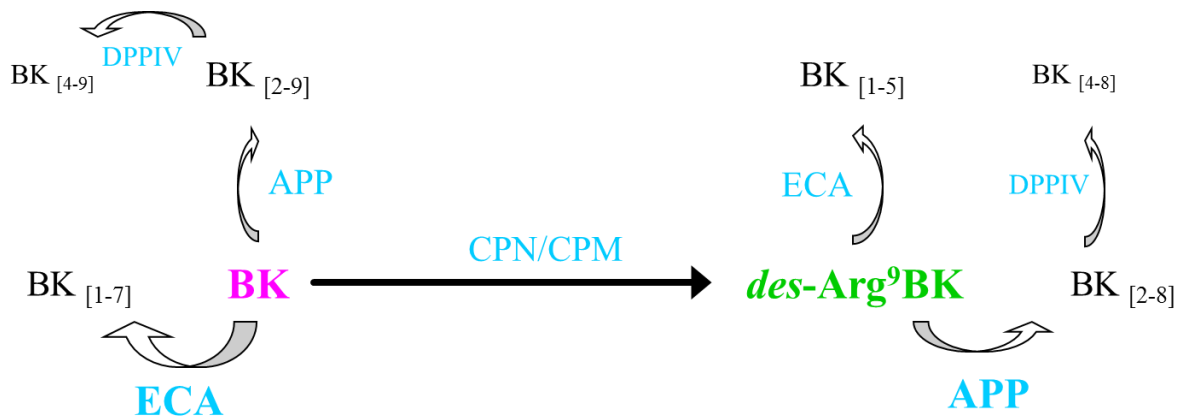 DPPIV
BK [4-9]
BK [2-9]
BK [1-5]
BK [4-8]
APP
ECA
DPPIV
CPN/CPM
BK [1-7]
BK
des-Arg⁹BK
BK [2-8]
ECA
APP